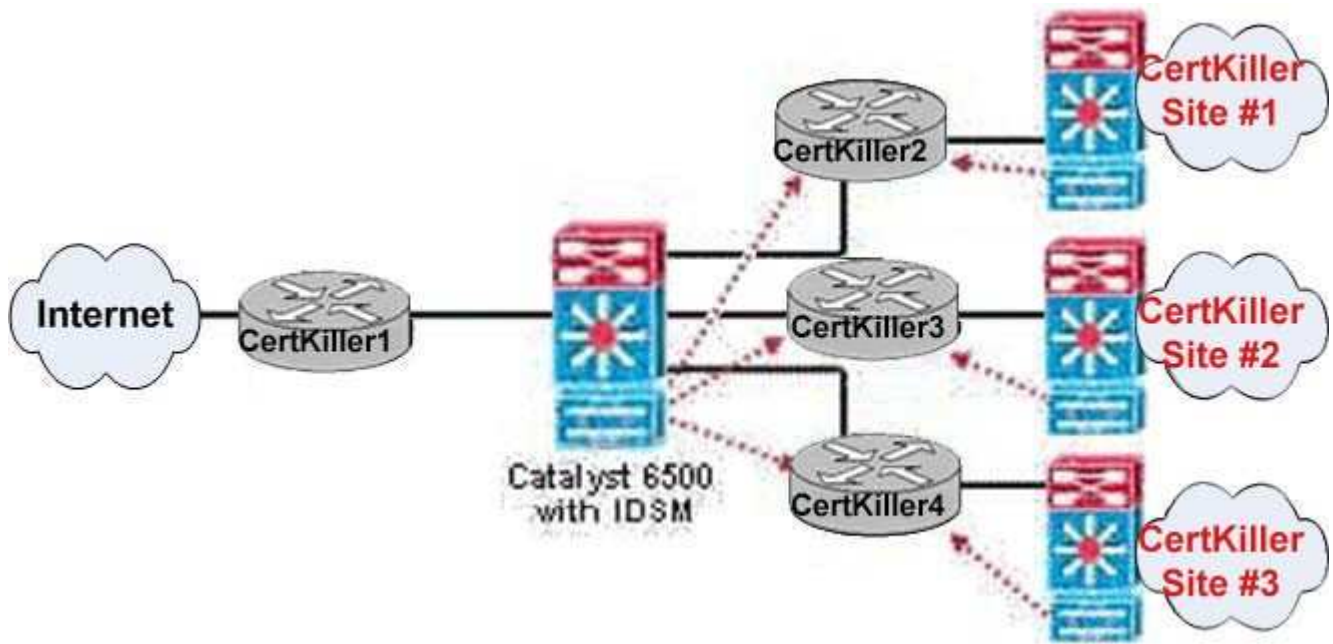 Internet
CertKiller1
Catalyst 6500
with IDSM
CertKiller2
CertKiller3
CertKiller4
CertKiller
Site #1
CertKiller
Site #2
CertKiller
Site #3